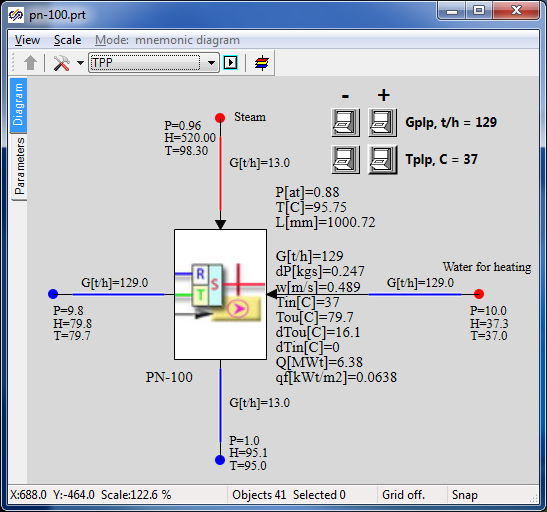 pn-100.prt
View Scale Mode: mnemonic diagram
TPP
Diagram
Parameters
- +
Gplp, t/h = 129
Tplp, C = 37
Steam
P=0.96
H=520.00
T=98.30
G[t/h]=13.0
P[at]=0.88
T[C]=95.75
L[mm]=1000.72
G[t/h]=129
dP[kgs]=0.247
w[m/s]=0.489
Tin[C]=37
Tou[C]=79.7
dTou[C]=16.1
dTin[C]=0
Q[MWt]=6.38
qf[kWt/m2]=0.0638
Water for heating
G[t/h]=129.0
P=10.0
H=37.3
T=37.0
G[t/h]=129.0
P=9.8
H=79.8
T=79.7
R
T
S
PN-100
G[t/h]=13.0
P=1.0
H=95.1
T=95.0
X:688.0 Y:-464.0 Scale:122.6 % Objects 41 Selected 0 Grid off. Snap